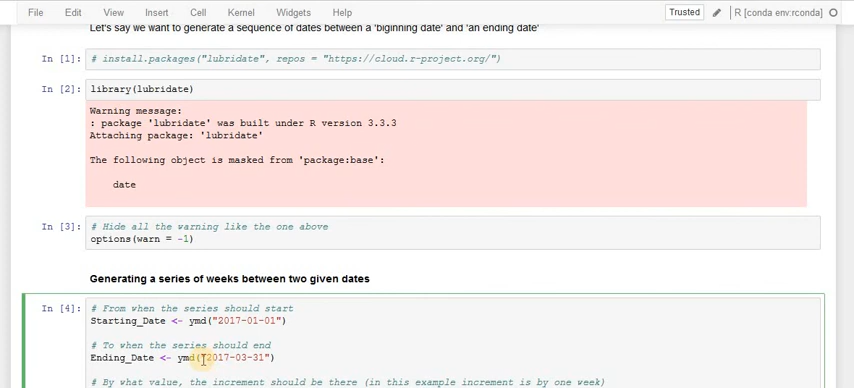 File Edit View Insert Cell Kernel Widgets Help Trusted R [conda env:rconda]
Let's say we want to generate a sequence of dates between a 'biginning date' and 'an ending date'
In [1]: # install.packages("lubridate", repos = "https://cloud.r-project.org/")
In [2]: library(lubridate)
Warning message:
: package 'lubridate' was built under R version 3.3.3
Attaching package: 'lubridate'
The following object is masked from 'package:base':
date
In [3]: # Hide all the warning like the one above
options(warn = -1)
Generating a series of weeks between two given dates
In [4]: # From when the series should start
Starting_Date <- ymd("2017-01-01")
# To when the series should end
Ending_Date <- ymd("2017-03-31")
# By what value, the increment should be there (in this example increment is by one week)